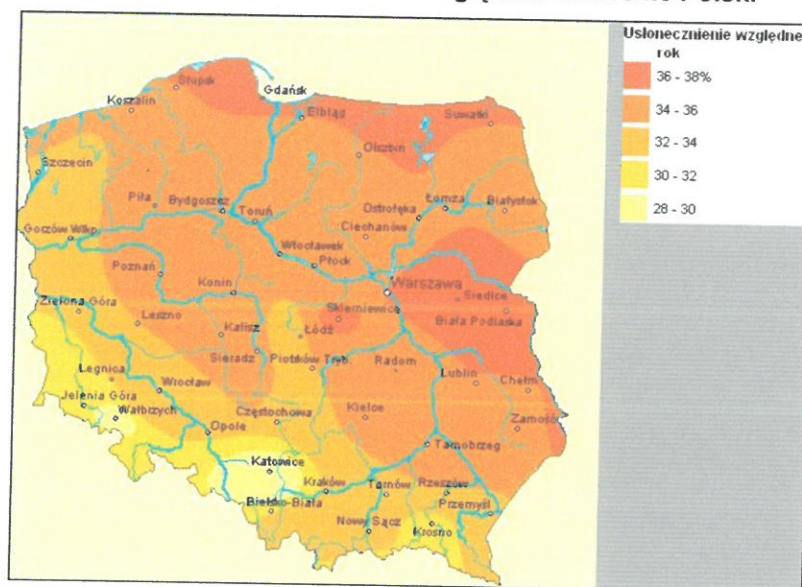 Usłonecznienie względne
rok
36 - 38%
34 - 36
32 - 34
30 - 32
28 - 30
Słupsk
Gdańsk
Koszalin
Elbląg
Suwałki
Olsztyn
Szczecin
Piła
Bydgoszcz
Toruń
Ostrołęka
Łomża
Białystok
Ciechanów
Gorzów Wlkp.
Włocławek
Płock
Poznań
Konin
Warszawa
Siedlce
Zielona Góra
Skierniewice
Biała Podlaska
Leszno
Kalisz
Łódź
Sieradz
Piotrków Tryb.
Radom
Legnica
Lublin
Chełm
Wrocław
Jelenia Góra
Wałbrzych
Częstochowa
Kielce
Zamość
Opole
Tarnobrzeg
Katowice
Kraków
Tarnów
Rzeszów
Bielsko-Biała
Przemyśl
Nowy Sącz
Krosno